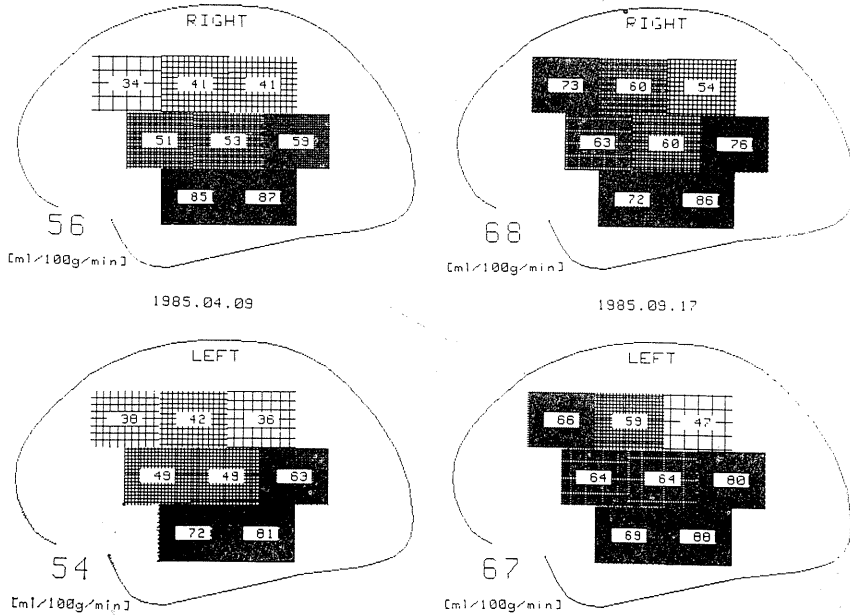 RIGHT
34 41 41
51 53 59
85 87
56
[ml/100g/min]
1985.04.09
RIGHT
73 60 54
63 60 76
72 86
68
[ml/100g/min]
1985.09.17
LEFT
38 42 36
49 49 63
72 81
54
[ml/100g/min]
LEFT
66 59 47
64 64 80
69 88
67
[ml/100g/min]